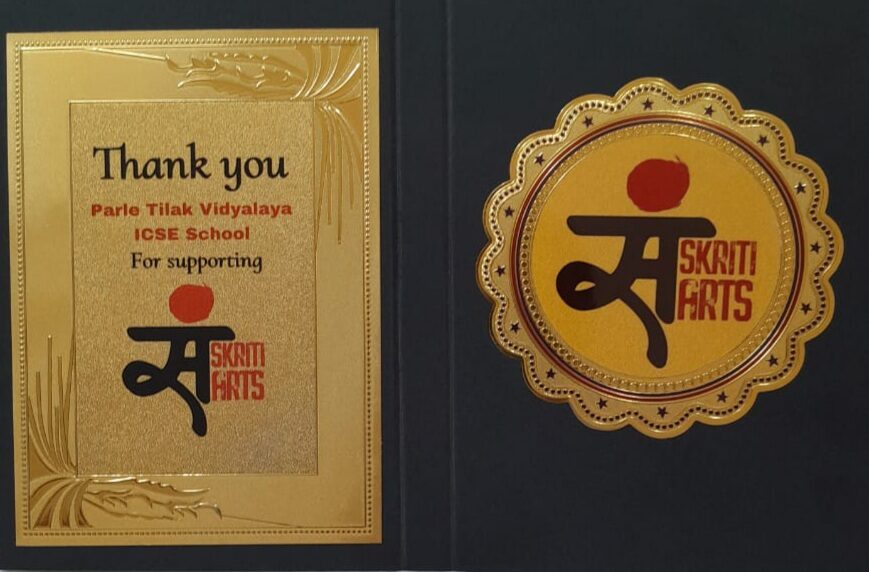 Thank you
Parle Tilak Vidyalaya
ICSE School
For supporting
सं SKRITI
ARTS
सं SKRITI
ARTS